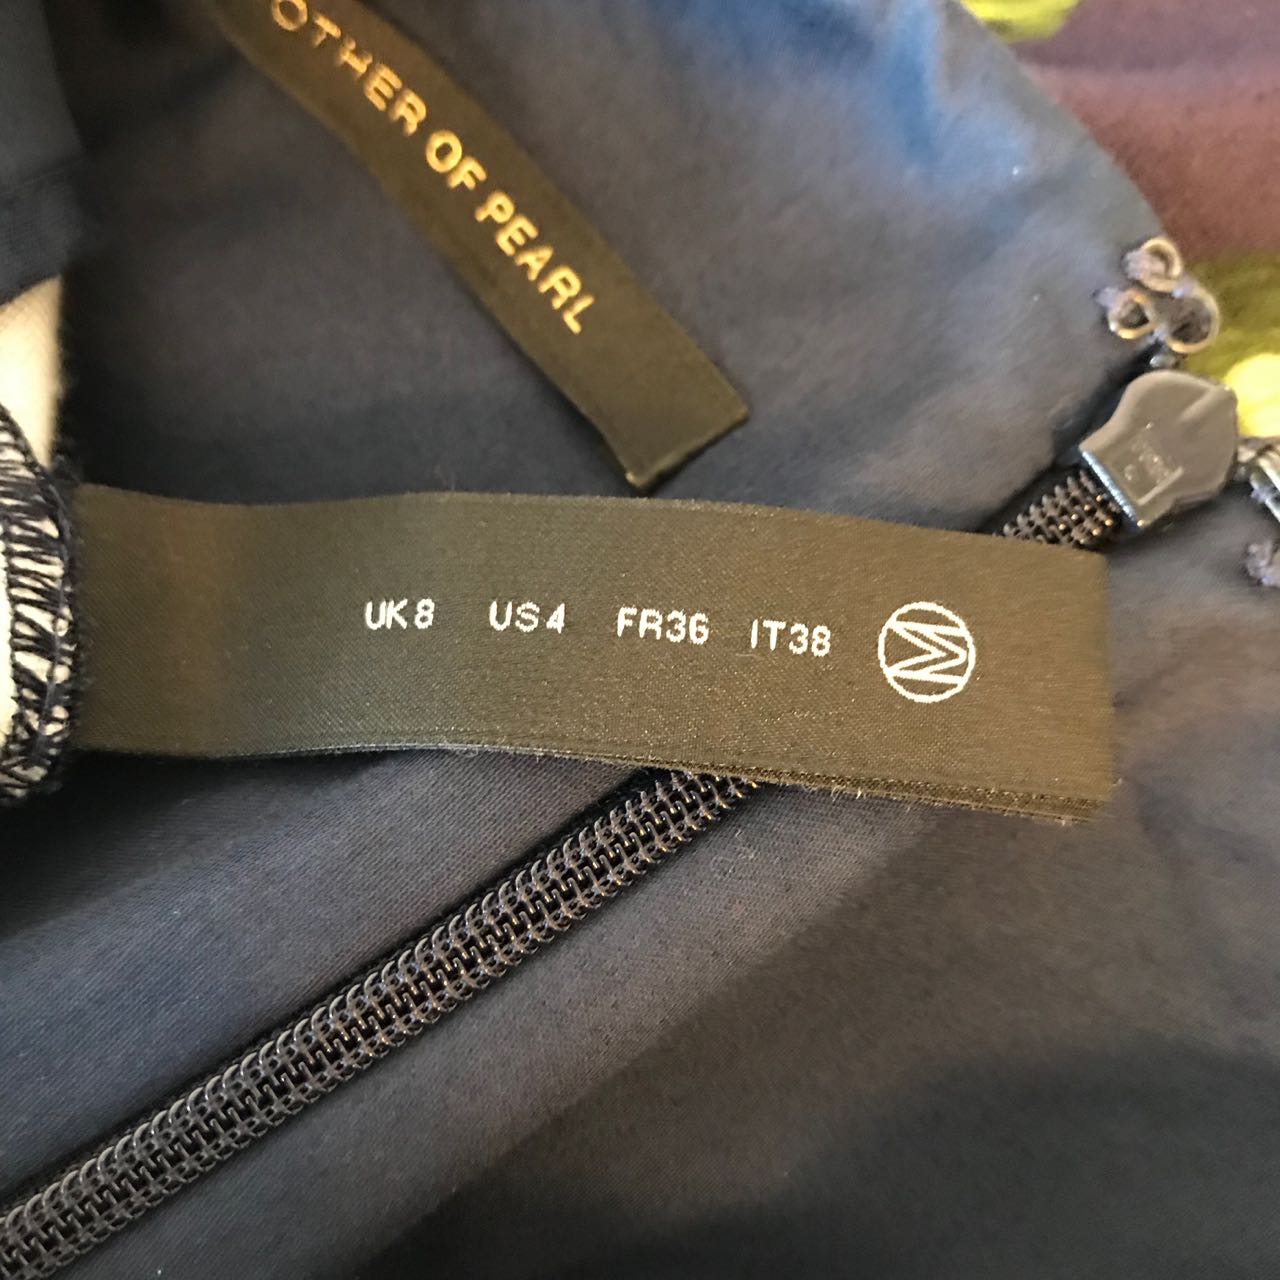 OTHER OF PEARL
UK8 US4 FR36 IT38 M